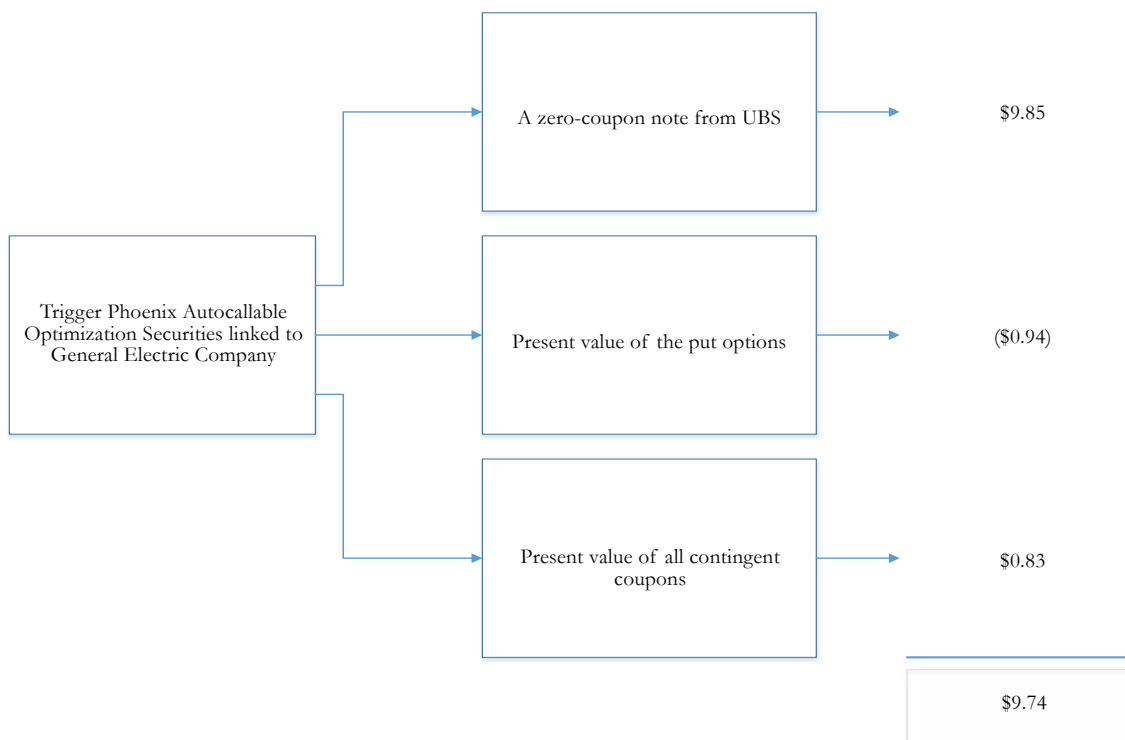 A zero-coupon note from UBS
$9.85
Trigger Phoenix Autocallable
Optimization Securities linked to
General Electric Company
Present value of the put options
($0.94)
Present value of all contingent
coupons
$0.83
$9.74